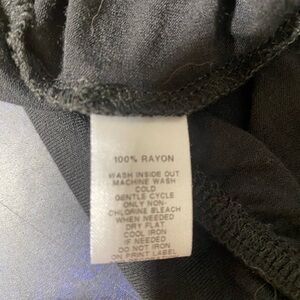 100% RAYON
WASH INSIDE OUT
MACHINE WASH
COLD
GENTLE CYCLE
ONLY NON-
CHLORINE BLEACH
WHEN NEEDED
DRY FLAT
COOL IRON
IF NEEDED
DO NOT IRON
ON PRINT LABEL